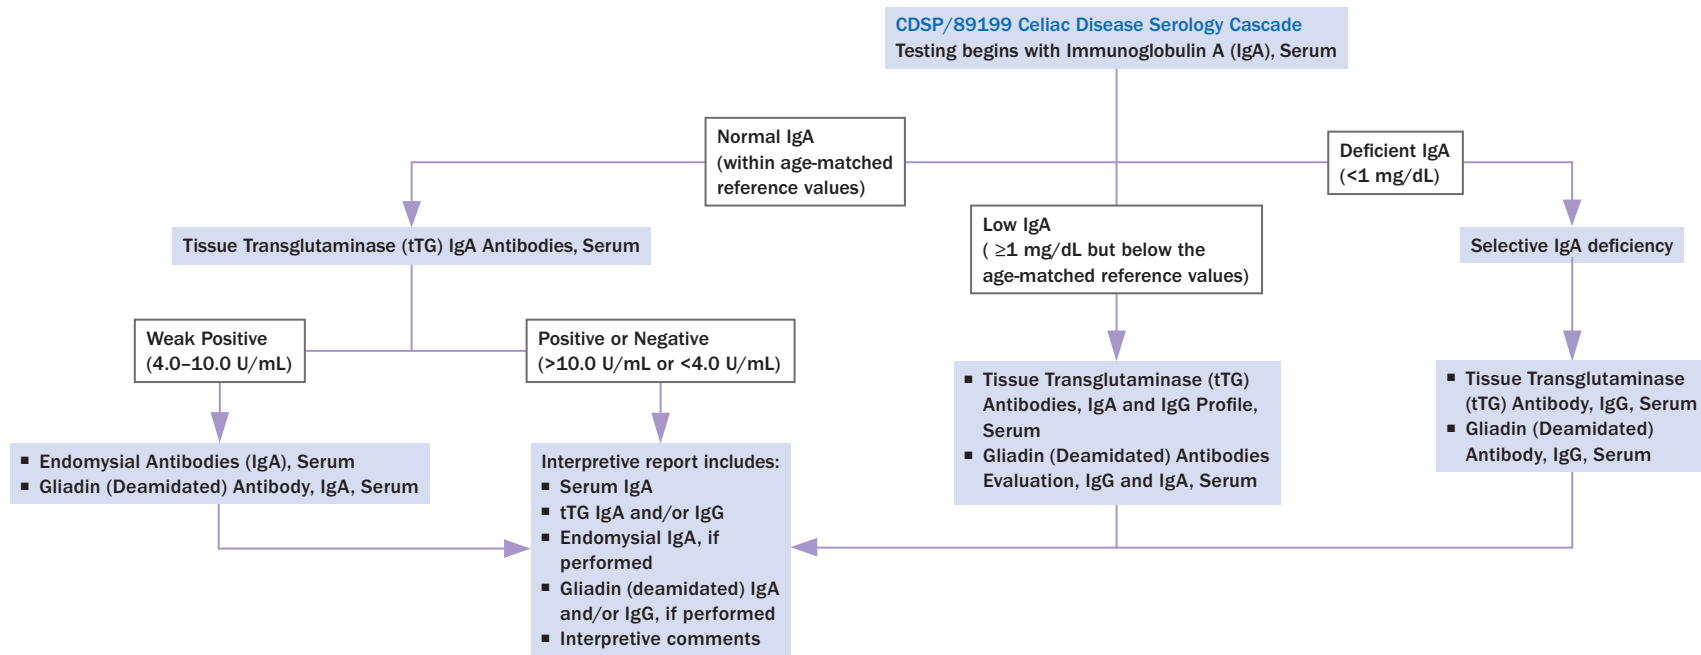 CDSP/89199 Celiac Disease Serology Cascade
Testing begins with Immunoglobulin A (IgA), Serum
Normal IgA
(within age-matched
reference values)
Deficient IgA
(<1 mg/dL)
Low IgA
( ≥1 mg/dL but below the
age-matched reference values)
Tissue Transglutaminase (tTG) IgA Antibodies, Serum
Selective IgA deficiency
Weak Positive
(4.0–10.0 U/mL)
Positive or Negative
(>10.0 U/mL or <4.0 U/mL)
▪ Tissue Transglutaminase (tTG)
Antibodies, IgA and IgG Profile,
Serum
▪ Gliadin (Deamidated) Antibodies
Evaluation, IgG and IgA, Serum
▪ Tissue Transglutaminase
(tTG) Antibody, IgG, Serum
▪ Gliadin (Deamidated)
Antibody, IgG, Serum
▪ Endomysial Antibodies (IgA), Serum
▪ Gliadin (Deamidated) Antibody, IgA, Serum
Interpretive report includes:
▪ Serum IgA
▪ tTG IgA and/or IgG
▪ Endomysial IgA, if
performed
▪ Gliadin (deamidated) IgA
and/or IgG, if performed
▪ Interpretive comments